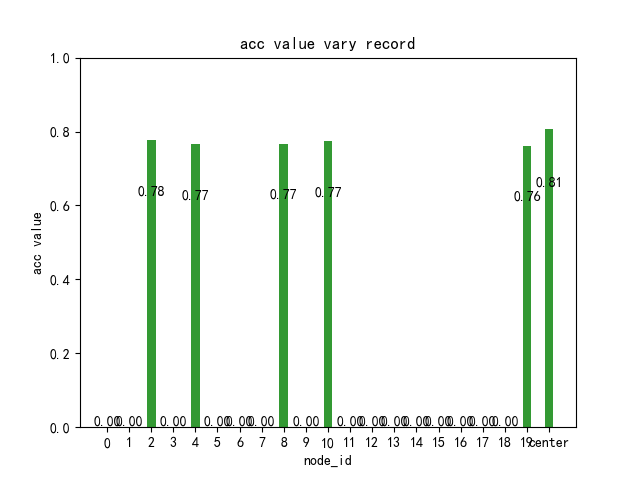 acc value vary record
1.0
0.8
0.6
0.4
0.2
0.0
acc value
0.81
0.78 0.77 0.77 0.77 0.76
0.00 0.00 0.00 0.00 0.00 0.00 0.00 0.00 0.00 0.00 0.00 0.00 0.00 0.00 0.00
0 1 2 3 4 5 6 7 8 9 10 11 12 13 14 15 16 17 18 19 center
node_id